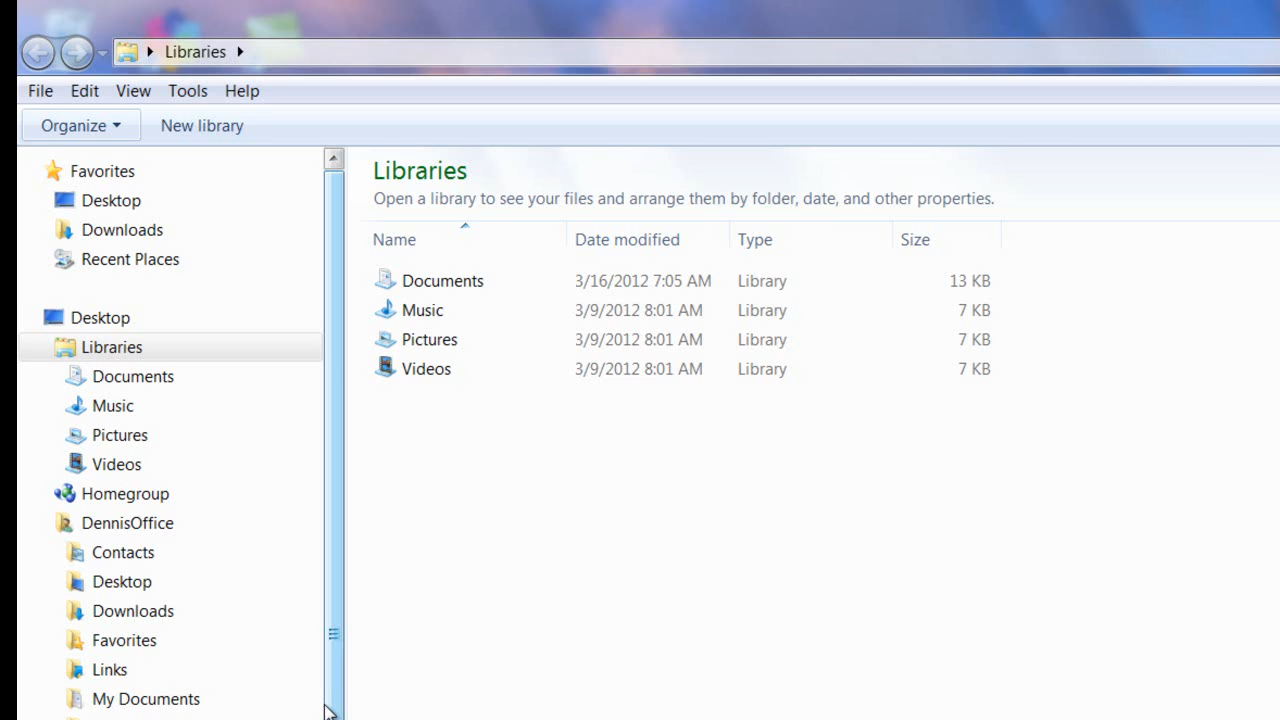 Libraries
File Edit View Tools Help
Organize New library
Favorites
Desktop
Downloads
Recent Places
Desktop
Libraries
Documents
Music
Pictures
Videos
Homegroup
DennisOffice
Contacts
Desktop
Downloads
Favorites
Links
My Documents
Libraries
Open a library to see your files and arrange them by folder, date, and other properties.
Name Date modified Type Size
Documents 3/16/2012 7:05 AM Library 13 KB
Music 3/9/2012 8:01 AM Library 7 KB
Pictures 3/9/2012 8:01 AM Library 7 KB
Videos 3/9/2012 8:01 AM Library 7 KB